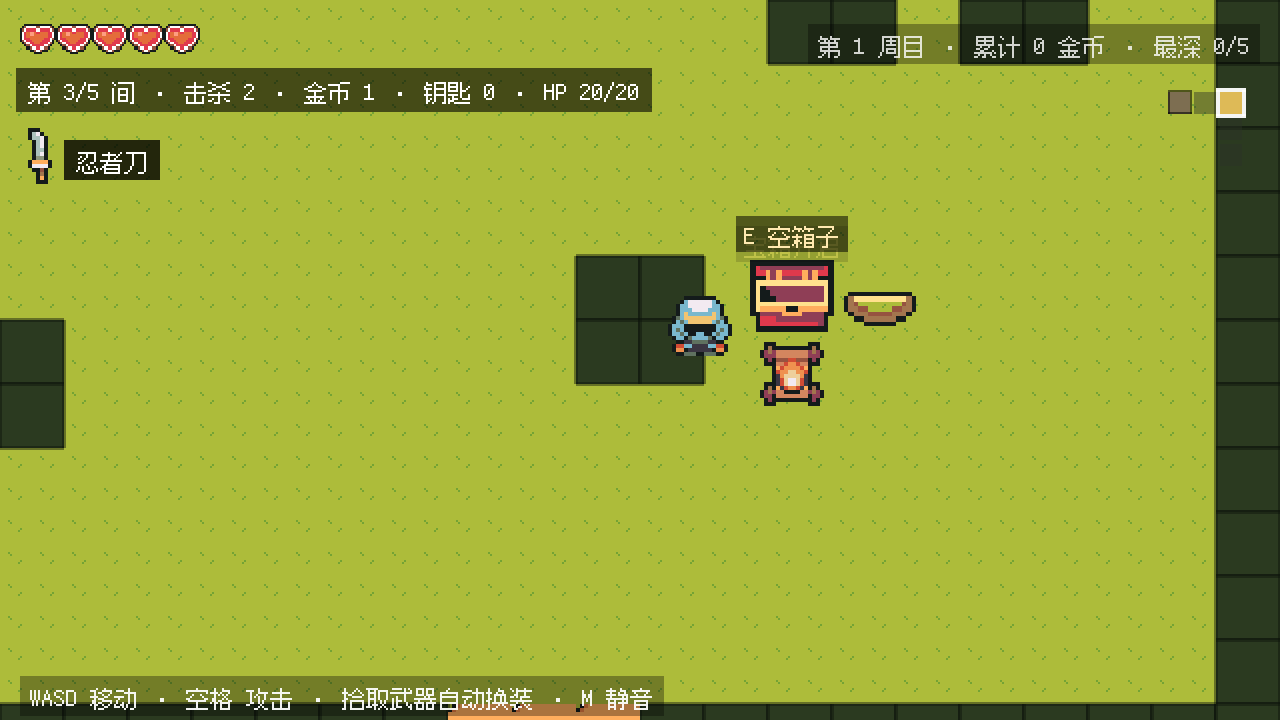 第 1 周目 · 累计 0 金币 · 最深 0/5
第 3/5 间 · 击杀 2 · 金币 1 · 钥匙 0 · HP 20/20
忍者刀
E 空箱子
WASD 移动 · 空格 攻击 · 拾取武器自动换装 · M 静音